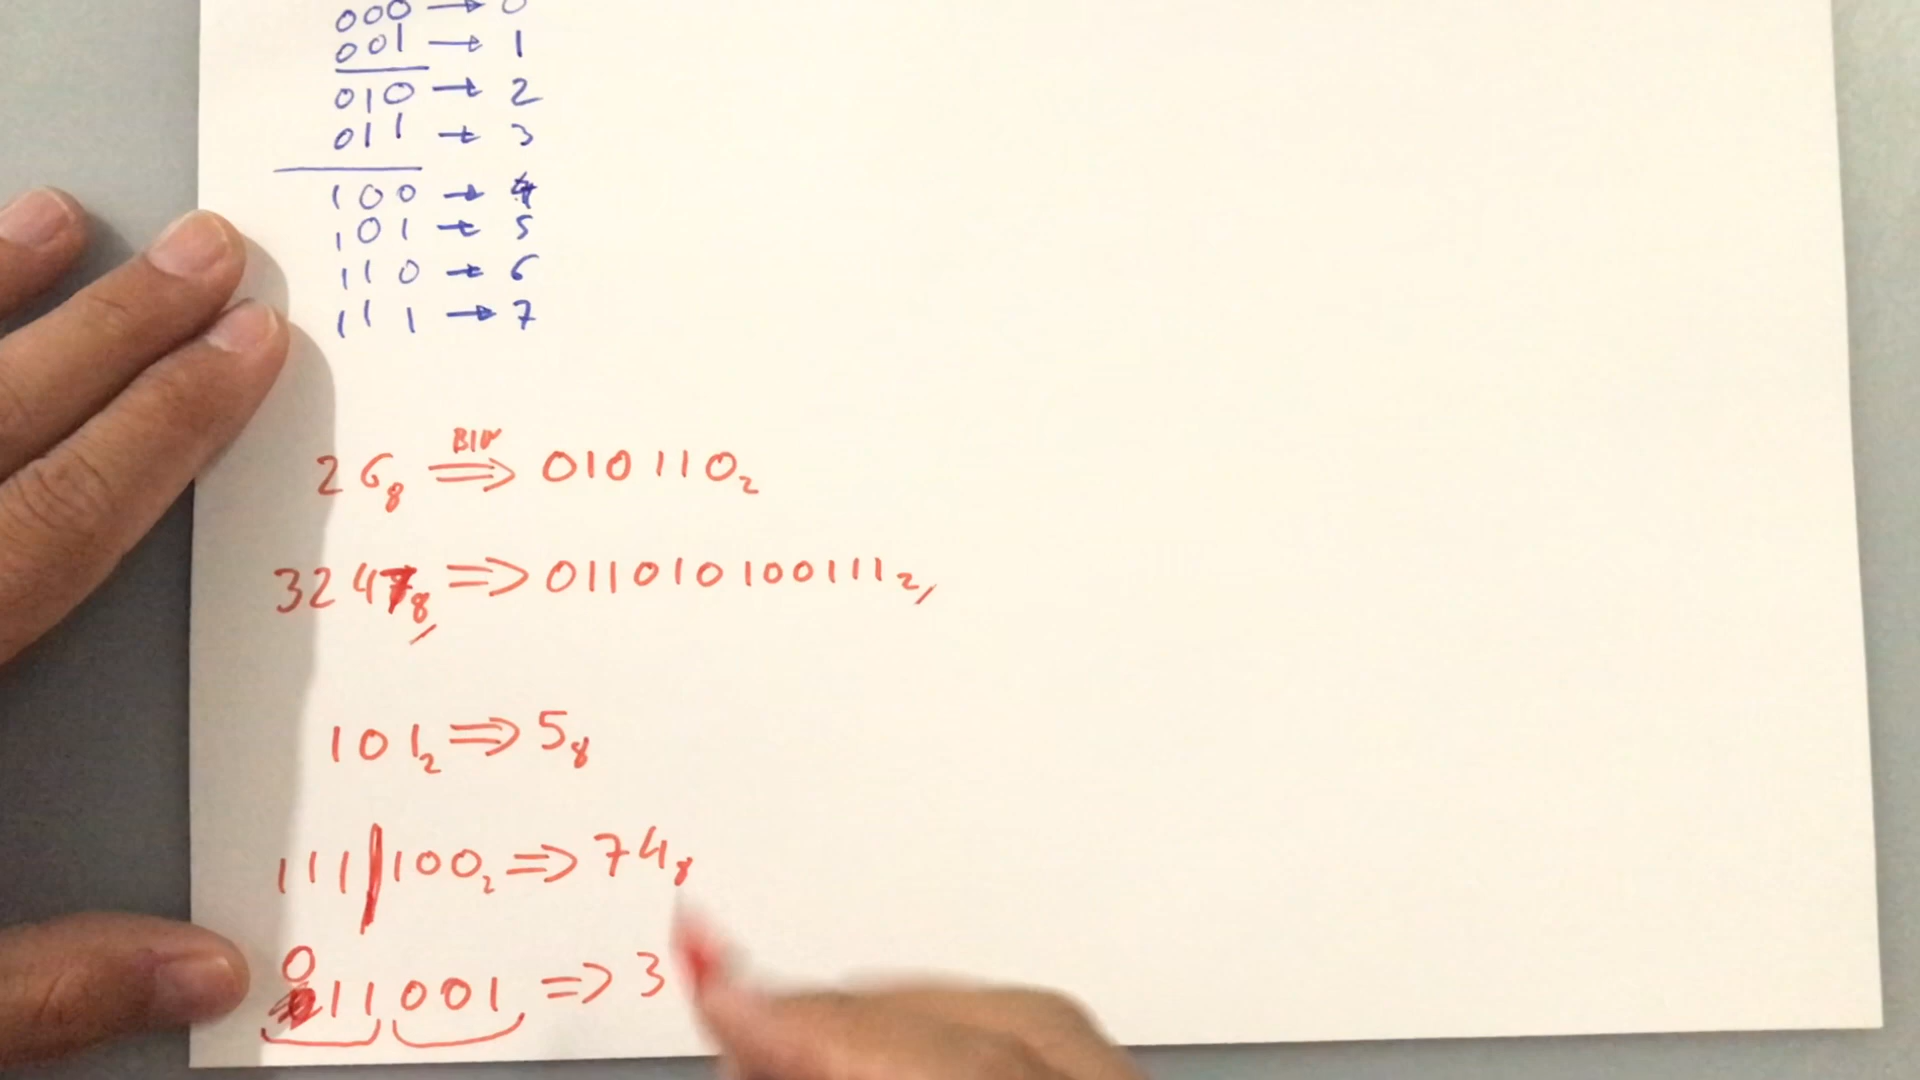 000 → 0
001 → 1
010 → 2
011 → 3
100 → 4
101 → 5
110 → 6
111 → 7
BIN
26₈ ⇒ 010110₂
3247₈ ⇒ 011010100111₂
101₂ ⇒ 5₈
111|100₂ ⇒ 74₈
0
11001 ⇒ 3